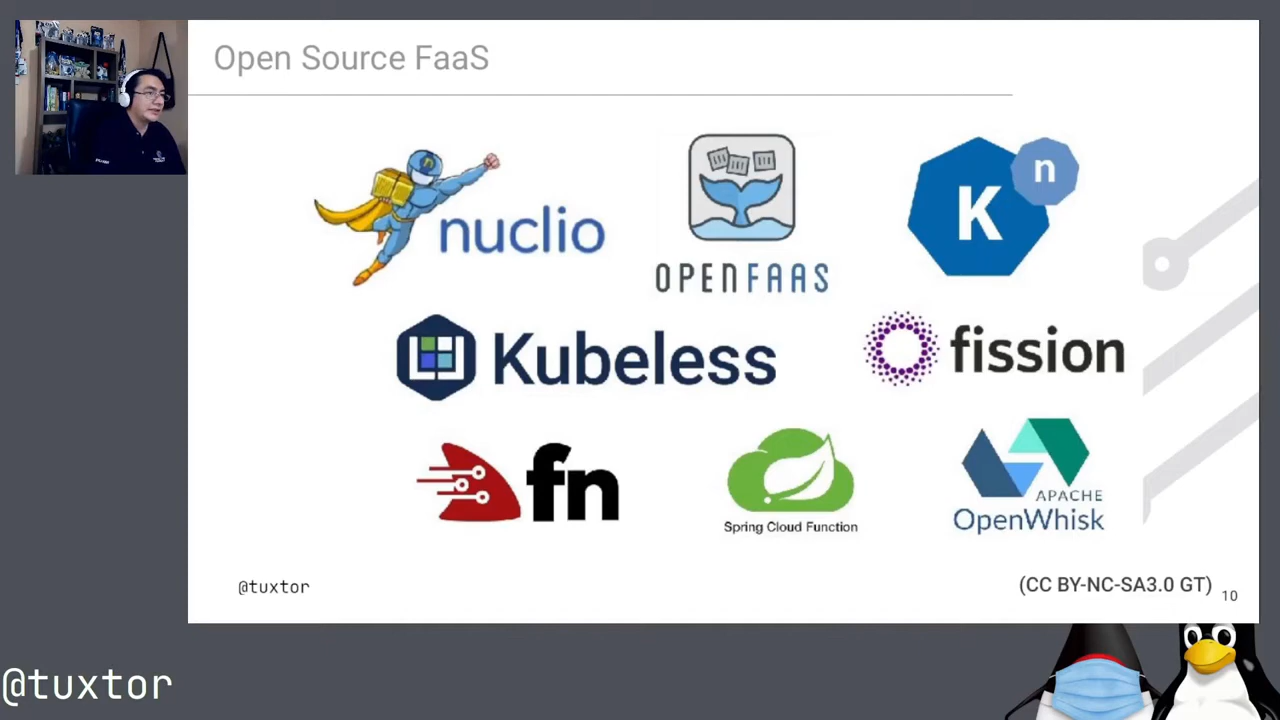 Open Source FaaS
n
nuclio
OPENFAAS
K
n
Kubeless
fission
fn
Spring Cloud Function
APACHE
OpenWhisk
@tuxtor
(CC BY-NC-SA3.0 GT)
10
@tuxtor